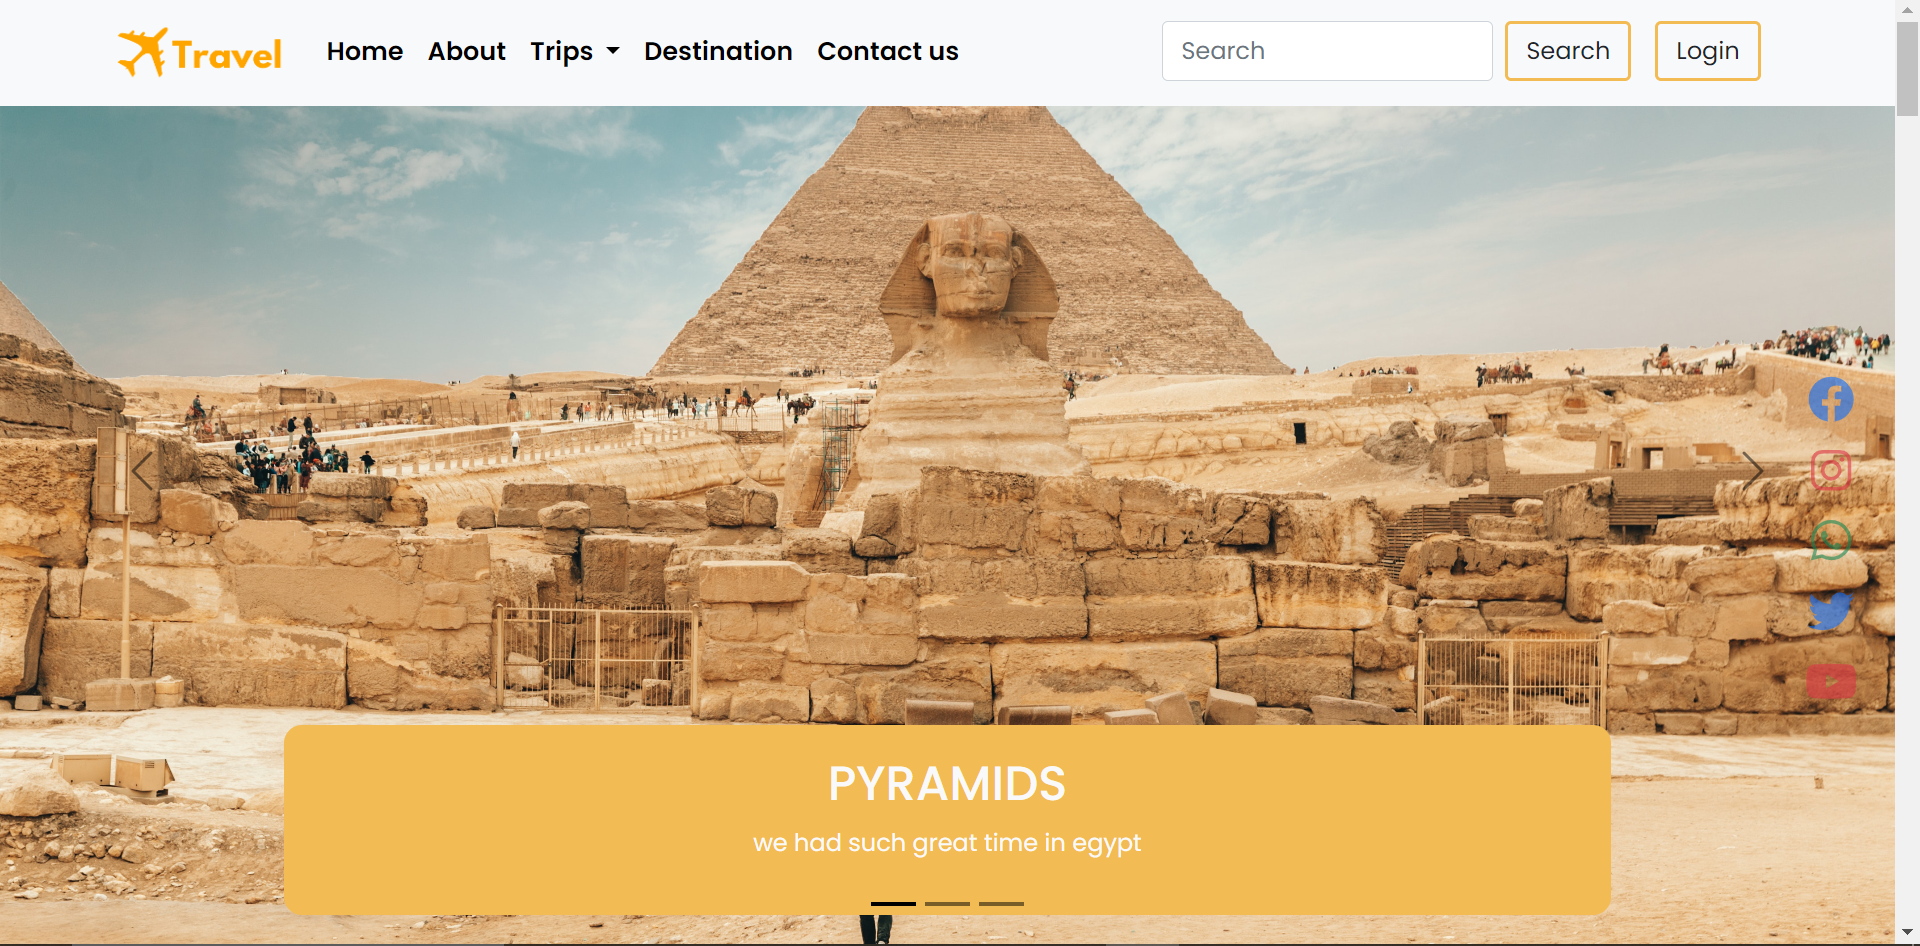 Travel Home About Trips Destination Contact us Search Search Login
PYRAMIDS
we had such great time in egypt